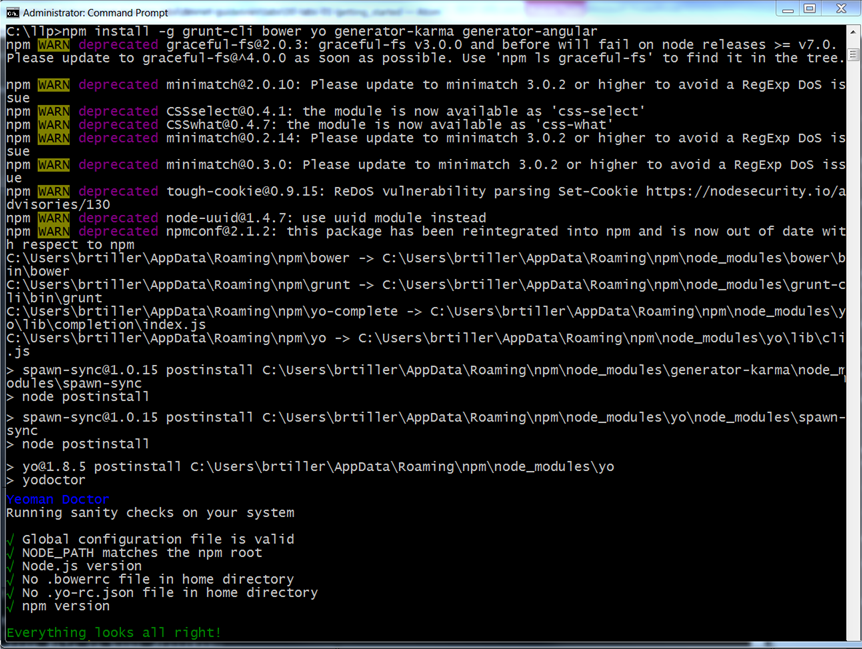 Administrator: Command Prompt
C:\llp>npm install -g grunt-cli bower yo generator-karma generator-angular
npm WARN deprecated graceful-fs@2.0.3: graceful-fs v3.0.0 and before will fail on node releases >= v7.0.
Please update to graceful-fs@^4.0.0 as soon as possible. Use 'npm ls graceful-fs' to find it in the tree.
npm WARN deprecated minimatch@2.0.10: Please update to minimatch 3.0.2 or higher to avoid a RegExp DoS is
sue
npm WARN deprecated CSSselect@0.4.1: the module is now available as 'css-select'
npm WARN deprecated CSSwhat@0.4.7: the module is now available as 'css-what'
npm WARN deprecated minimatch@0.2.14: Please update to minimatch 3.0.2 or higher to avoid a RegExp DoS is
sue
npm WARN deprecated minimatch@0.3.0: Please update to minimatch 3.0.2 or higher to avoid a RegExp DoS iss
ue
npm WARN deprecated tough-cookie@0.9.15: ReDoS vulnerability parsing Set-Cookie https://nodesecurity.io/a
dvisories/130
npm WARN deprecated node-uuid@1.4.7: use uuid module instead
npm WARN deprecated npmconf@2.1.2: this package has been reintegrated into npm and is now out of date wit
h respect to npm
C:\Users\brtiller\AppData\Roaming\npm\bower -> C:\Users\brtiller\AppData\Roaming\npm\node_modules\bower\b
in\bower
C:\Users\brtiller\AppData\Roaming\npm\grunt -> C:\Users\brtiller\AppData\Roaming\npm\node_modules\grunt-c
li\bin\grunt
C:\Users\brtiller\AppData\Roaming\npm\yo-complete -> C:\Users\brtiller\AppData\Roaming\npm\node_modules\y
o\lib\completion\index.js
C:\Users\brtiller\AppData\Roaming\npm\yo -> C:\Users\brtiller\AppData\Roaming\npm\node_modules\yo\lib\cli
.js
> spawn-sync@1.0.15 postinstall C:\Users\brtiller\AppData\Roaming\npm\node_modules\generator-karma\node_m
odules\spawn-sync
> node postinstall
> spawn-sync@1.0.15 postinstall C:\Users\brtiller\AppData\Roaming\npm\node_modules\yo\node_modules\spawn-
sync
> node postinstall
> yo@1.8.5 postinstall C:\Users\brtiller\AppData\Roaming\npm\node_modules\yo
> yodoctor
Yeoman Doctor
Running sanity checks on your system
√ Global configuration file is valid
√ NODE_PATH matches the npm root
√ Node.js version
√ No .bowerrc file in home directory
√ No .yo-rc.json file in home directory
√ npm version
Everything looks all right!